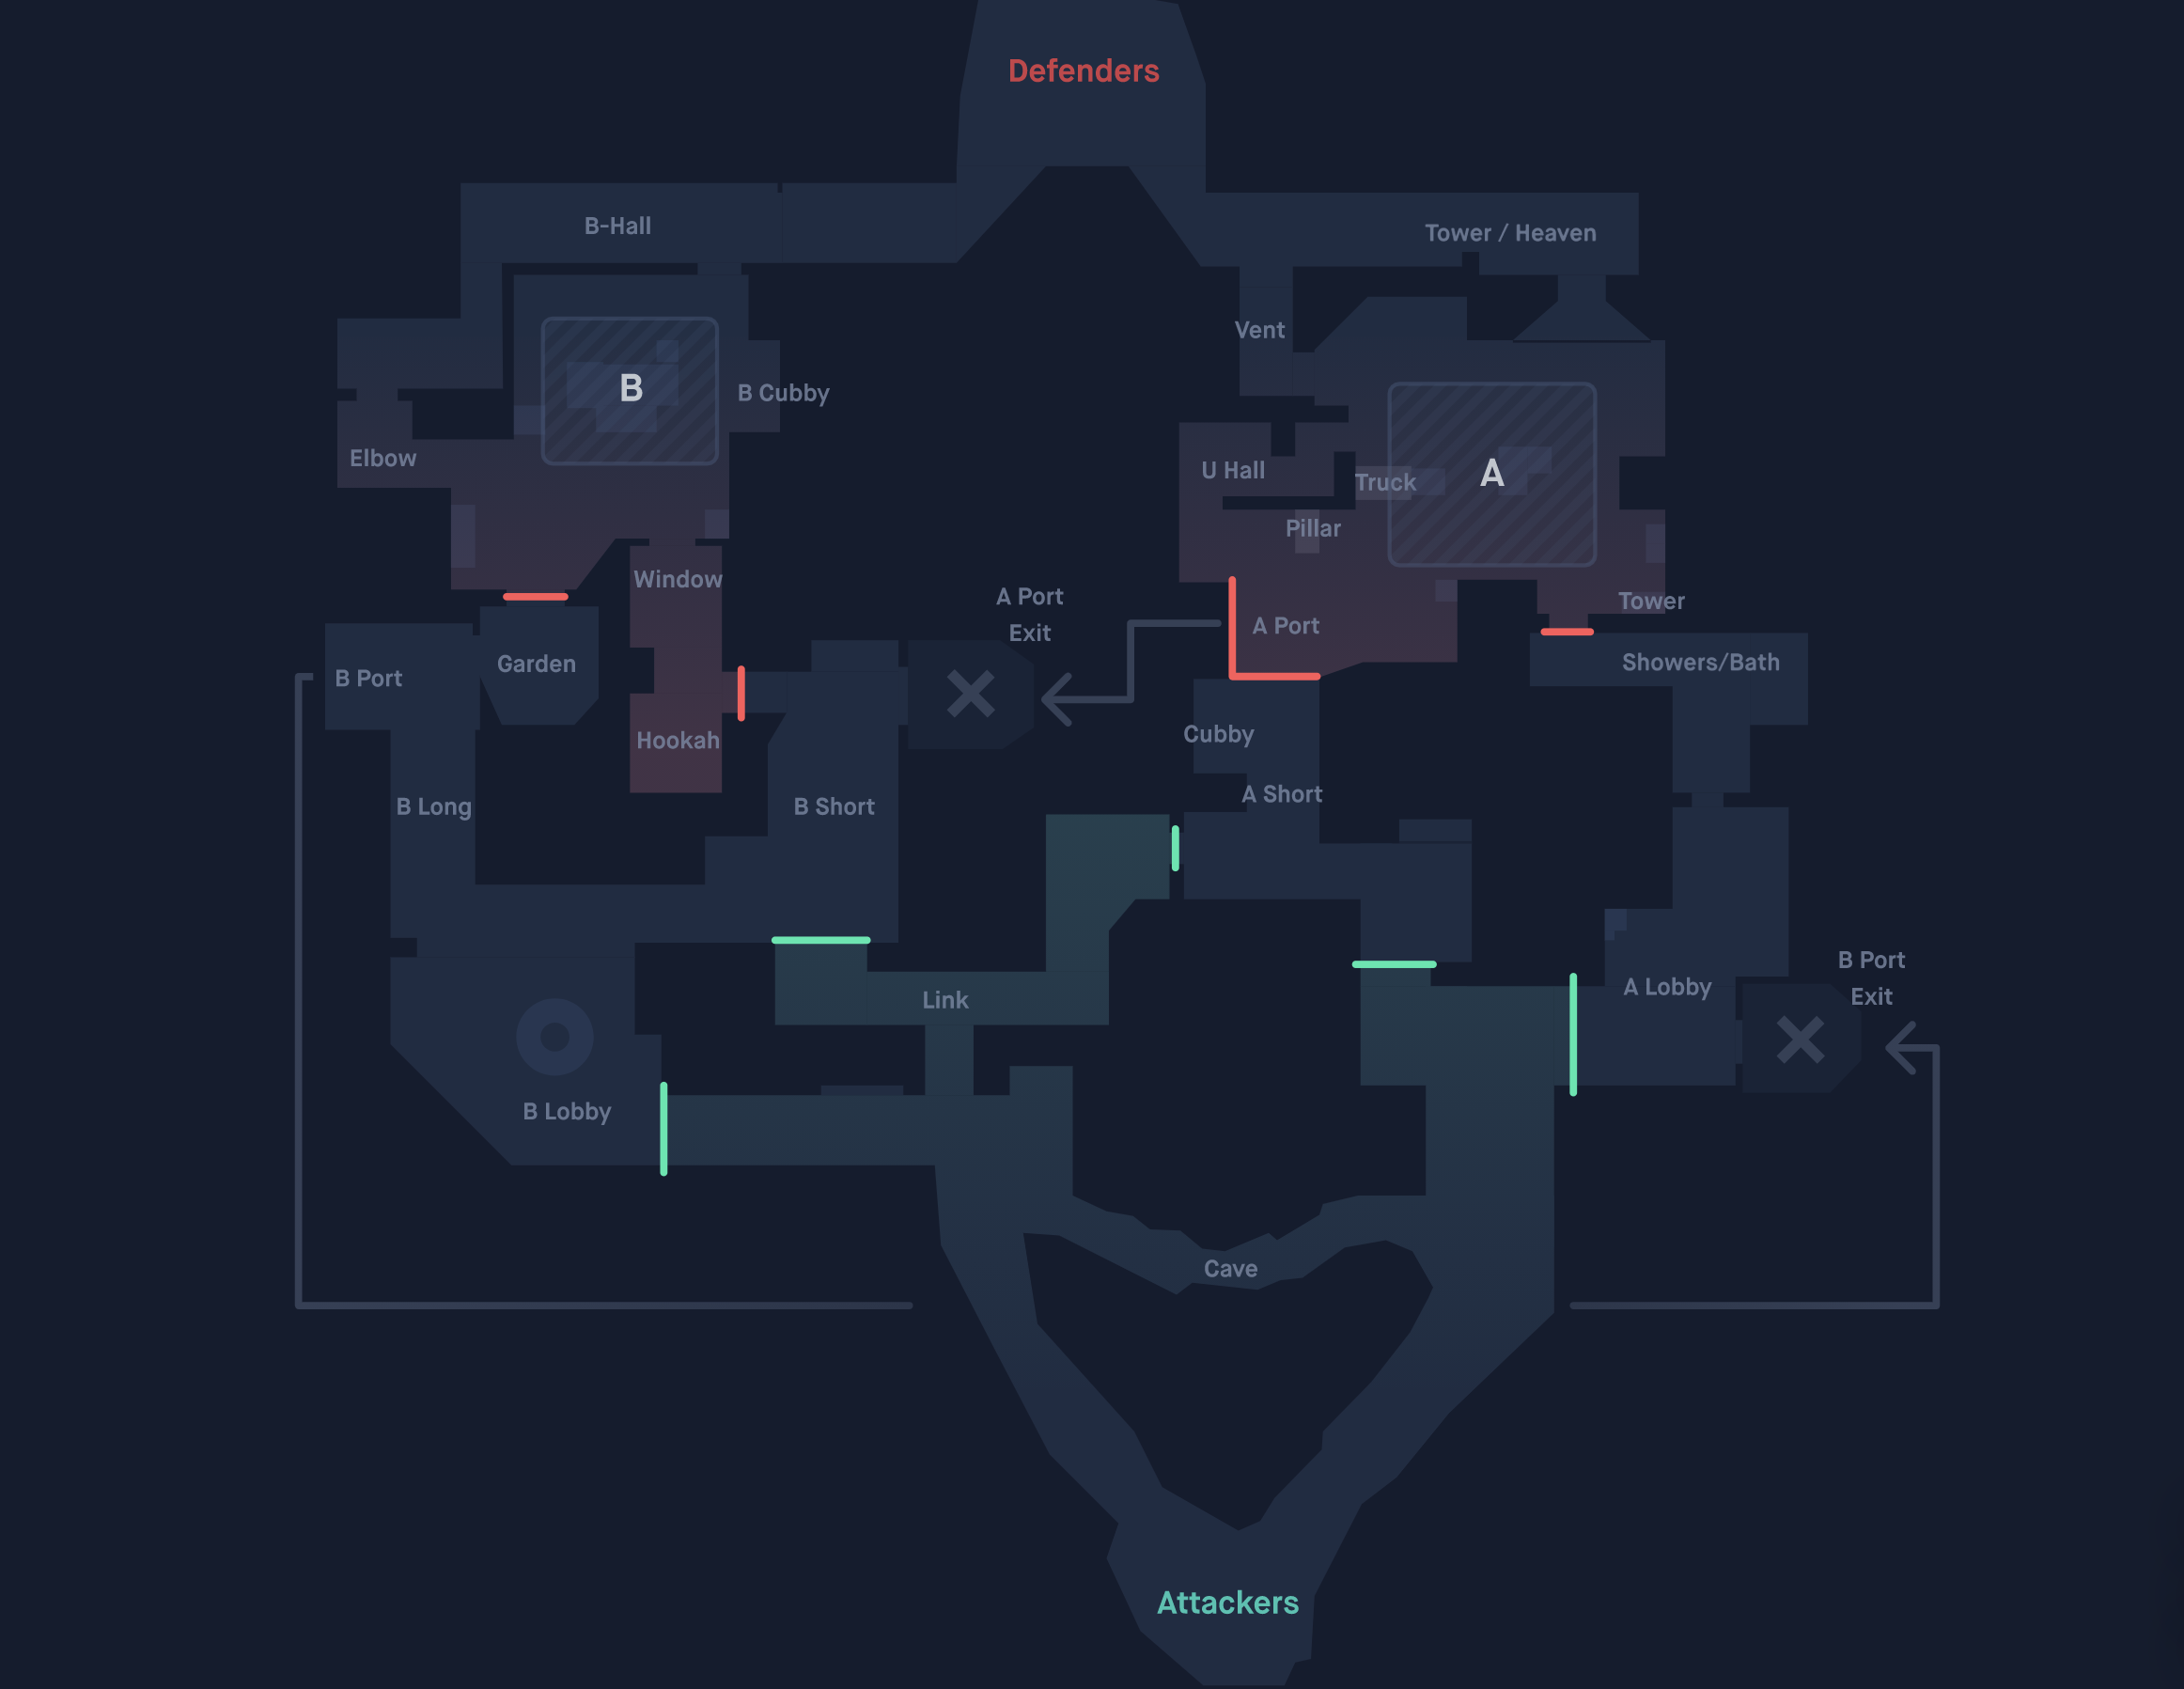 Defenders
B-Hall
Tower / Heaven
Vent
B
B Cubby
Elbow
U Hall
Truck
A
Pillar
Window
A Port
Exit
A Port
Tower
B Port
Garden
Showers/Bath
Hookah
Cubby
B Long
B Short
A Short
Link
A Lobby
B Port
Exit
B Lobby
Cave
Attackers